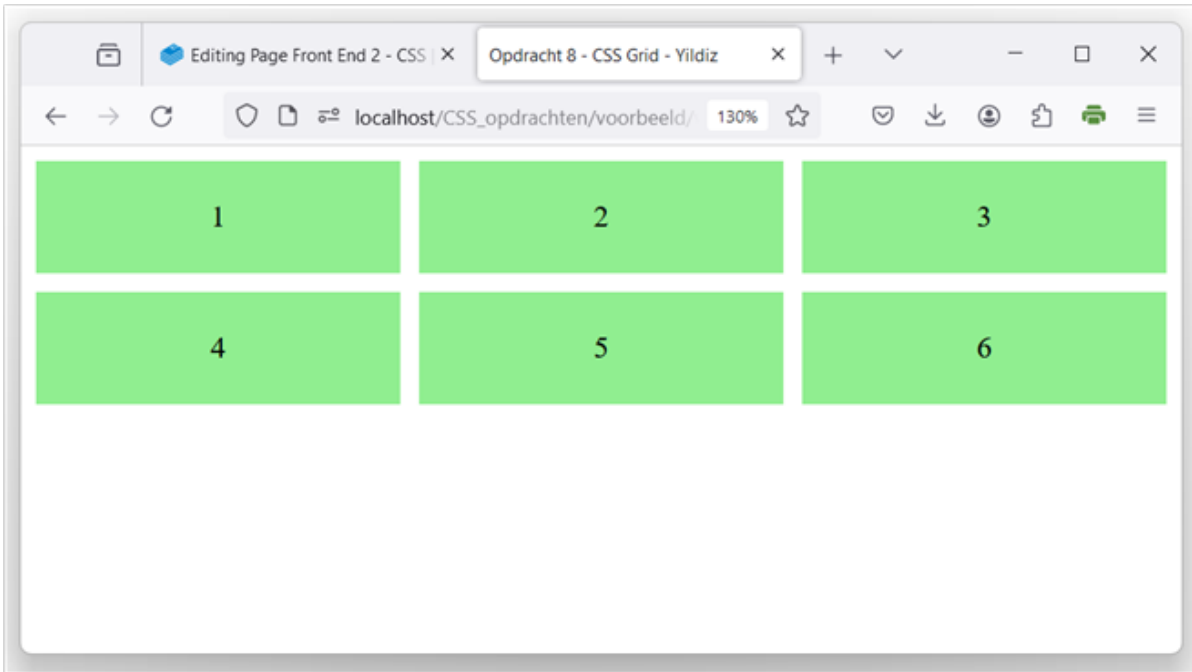 Editing Page Front End 2 - CSS
Opdracht 8 - CSS Grid - Yildiz
localhost/CSS_opdrachten/voorbeeld/
130%
1 2 3
4 5 6